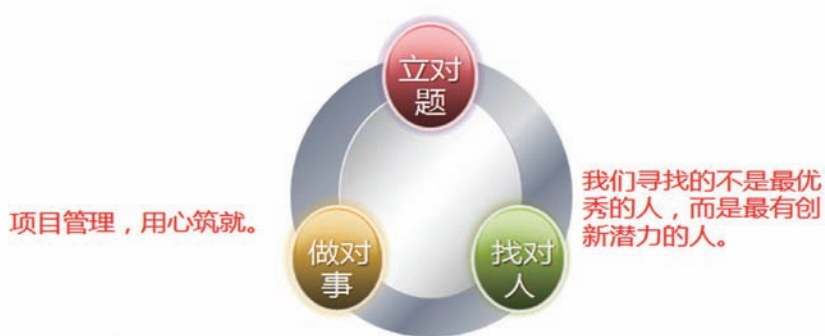 立对
题
项目管理，用心筑就。
我们寻找的不是最优
秀的人，而是最有创
新潜力的人。
做对
事
找对
人